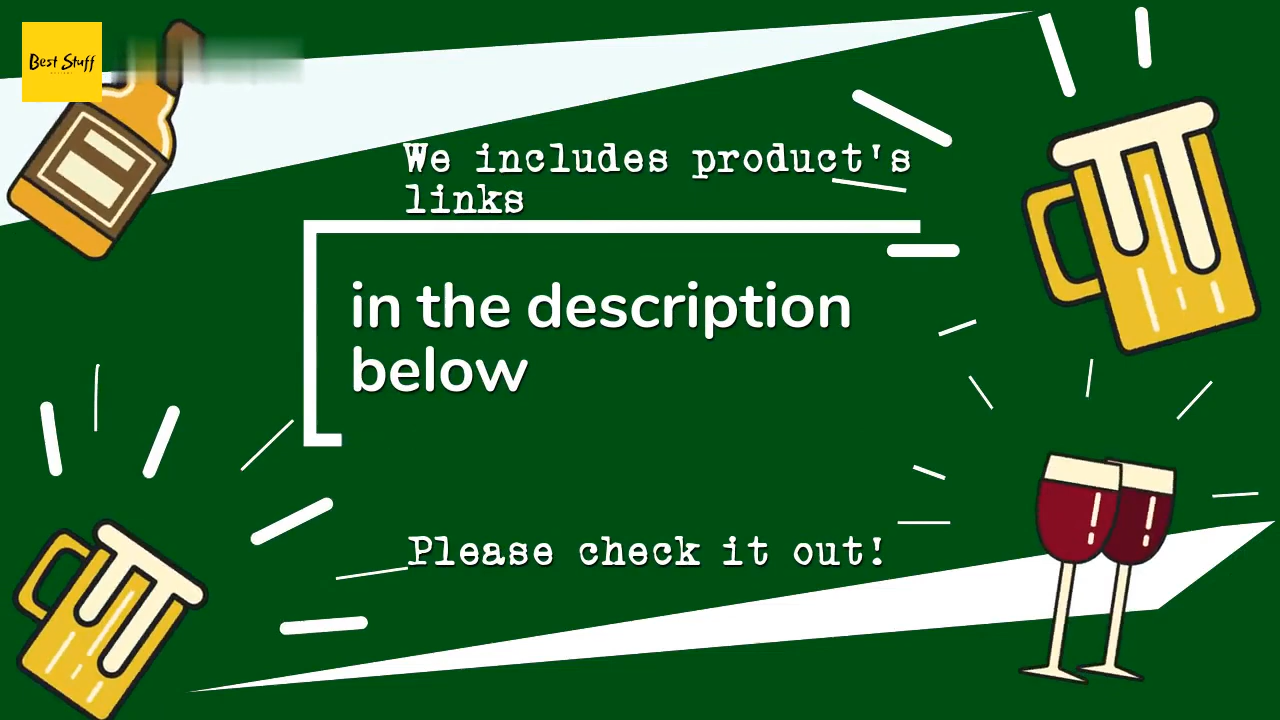 Best Stuff
We includes product's
links
in the description
below
Please check it out!